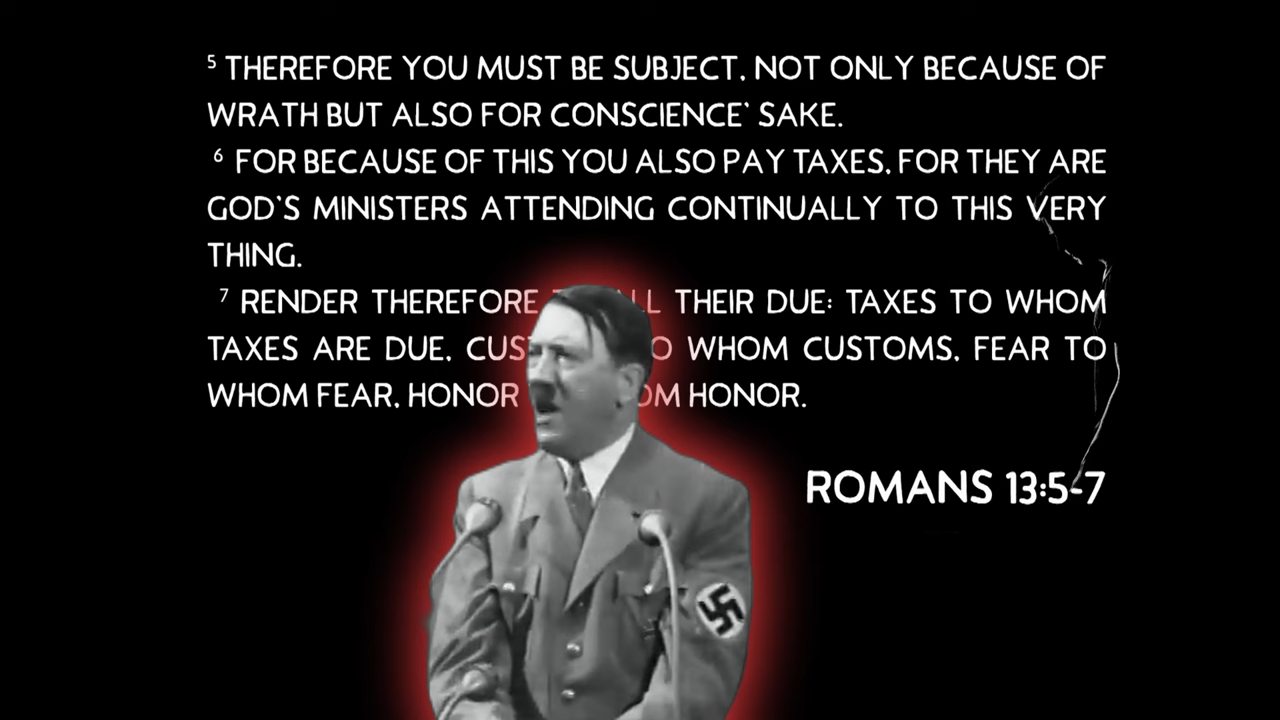 ⁵ THEREFORE YOU MUST BE SUBJECT, NOT ONLY BECAUSE OF
WRATH BUT ALSO FOR CONSCIENCE' SAKE.
⁶ FOR BECAUSE OF THIS YOU ALSO PAY TAXES, FOR THEY ARE
GOD'S MINISTERS ATTENDING CONTINUALLY TO THIS VERY
THING.
⁷ RENDER THEREFORE THEIR DUE: TAXES TO WHOM
TAXES ARE DUE, WHOM CUSTOMS, FEAR TO
WHOM FEAR, HONOR HONOR.
ROMANS 13:5-7